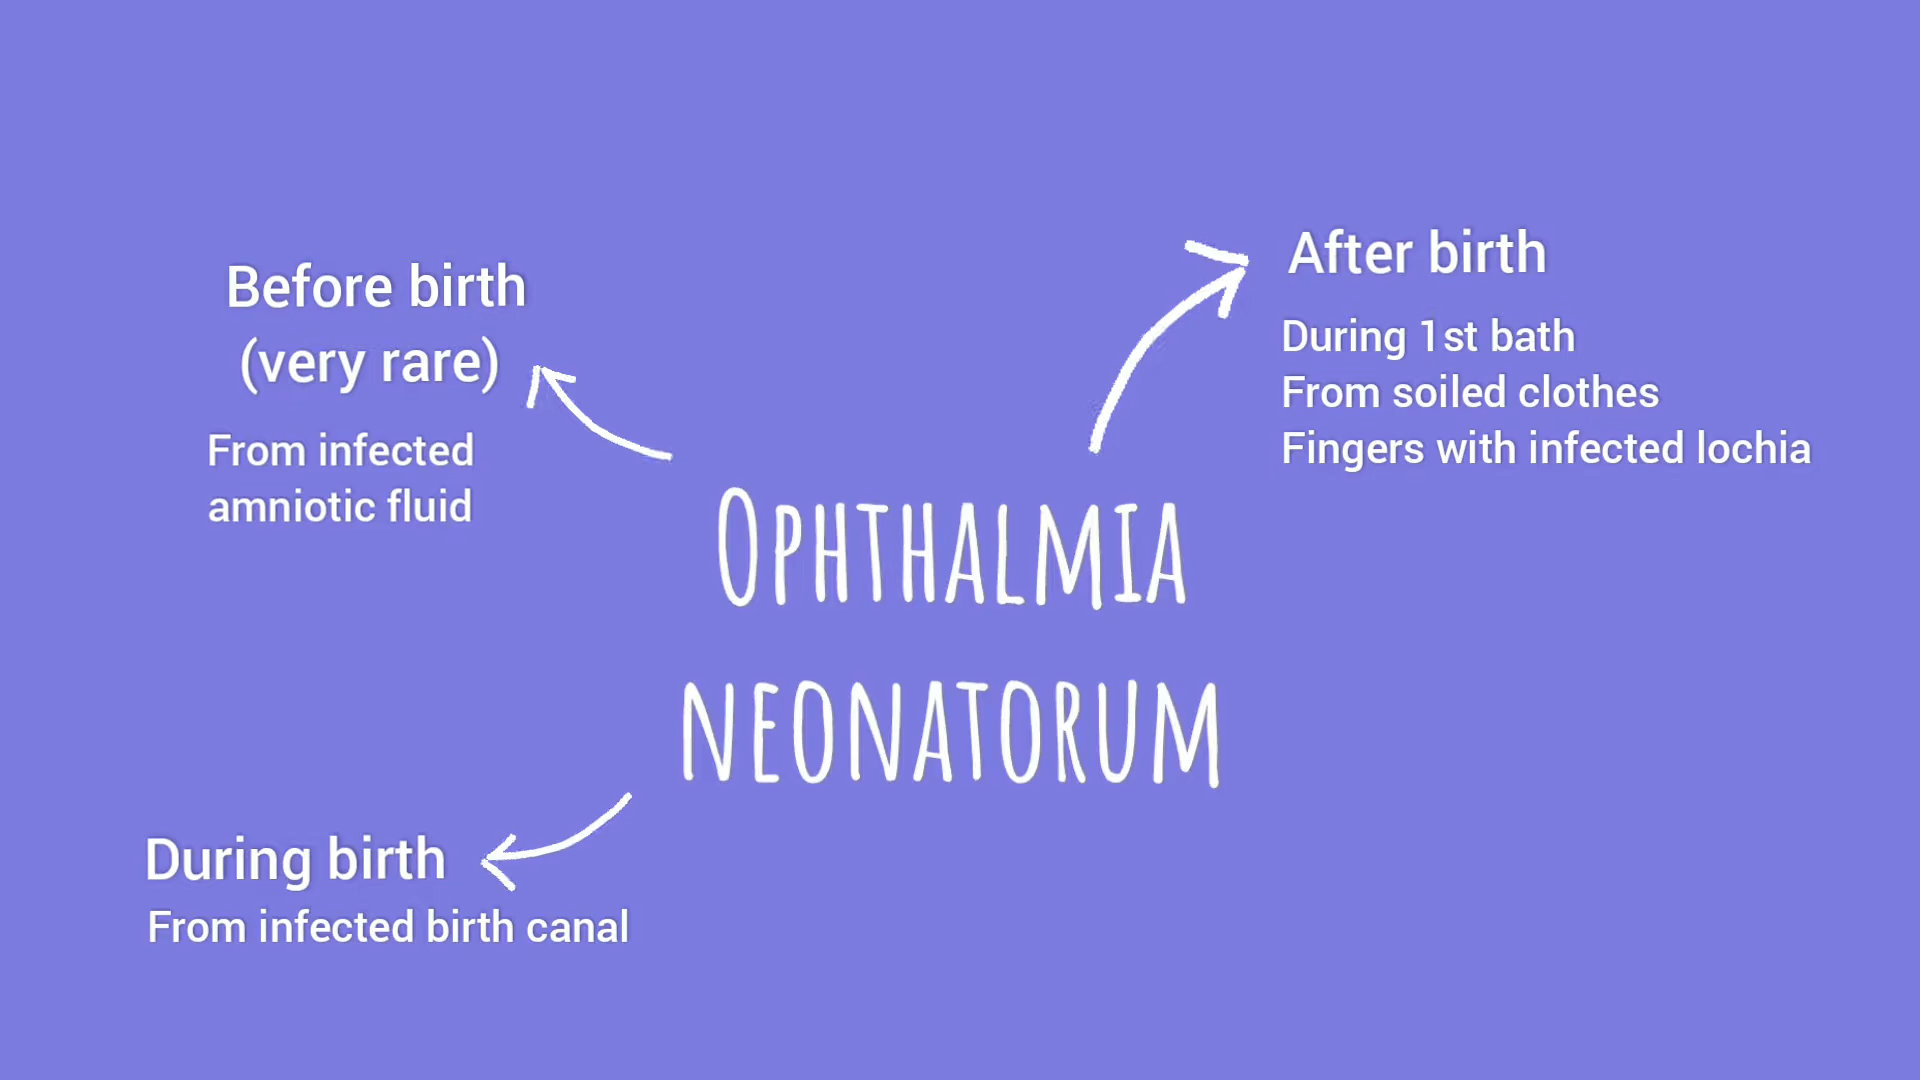 Before birth
(very rare)
From infected
amniotic fluid
After birth
During 1st bath
From soiled clothes
Fingers with infected lochia
OPHTHALMIA
NEONATORUM
During birth
From infected birth canal